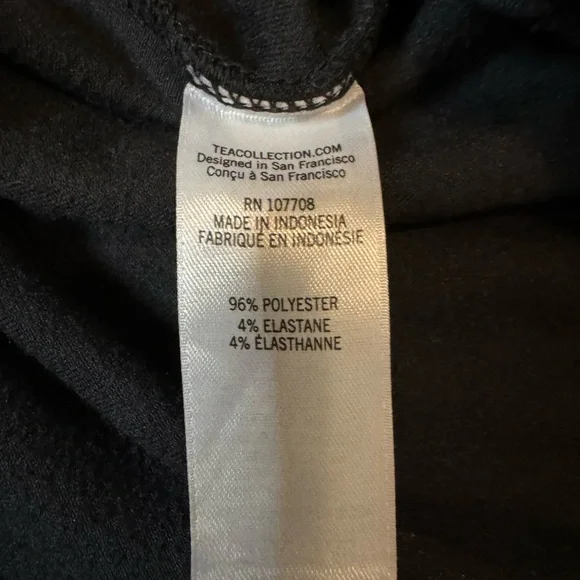 TEACOLLECTION.COM
Designed in San Francisco
Conçu à San Francisco
RN 107708
MADE IN INDONESIA
FABRIQUÉ EN INDONÉSIE
96% POLYESTER
4% ELASTANE
4% ÉLASTHANNE